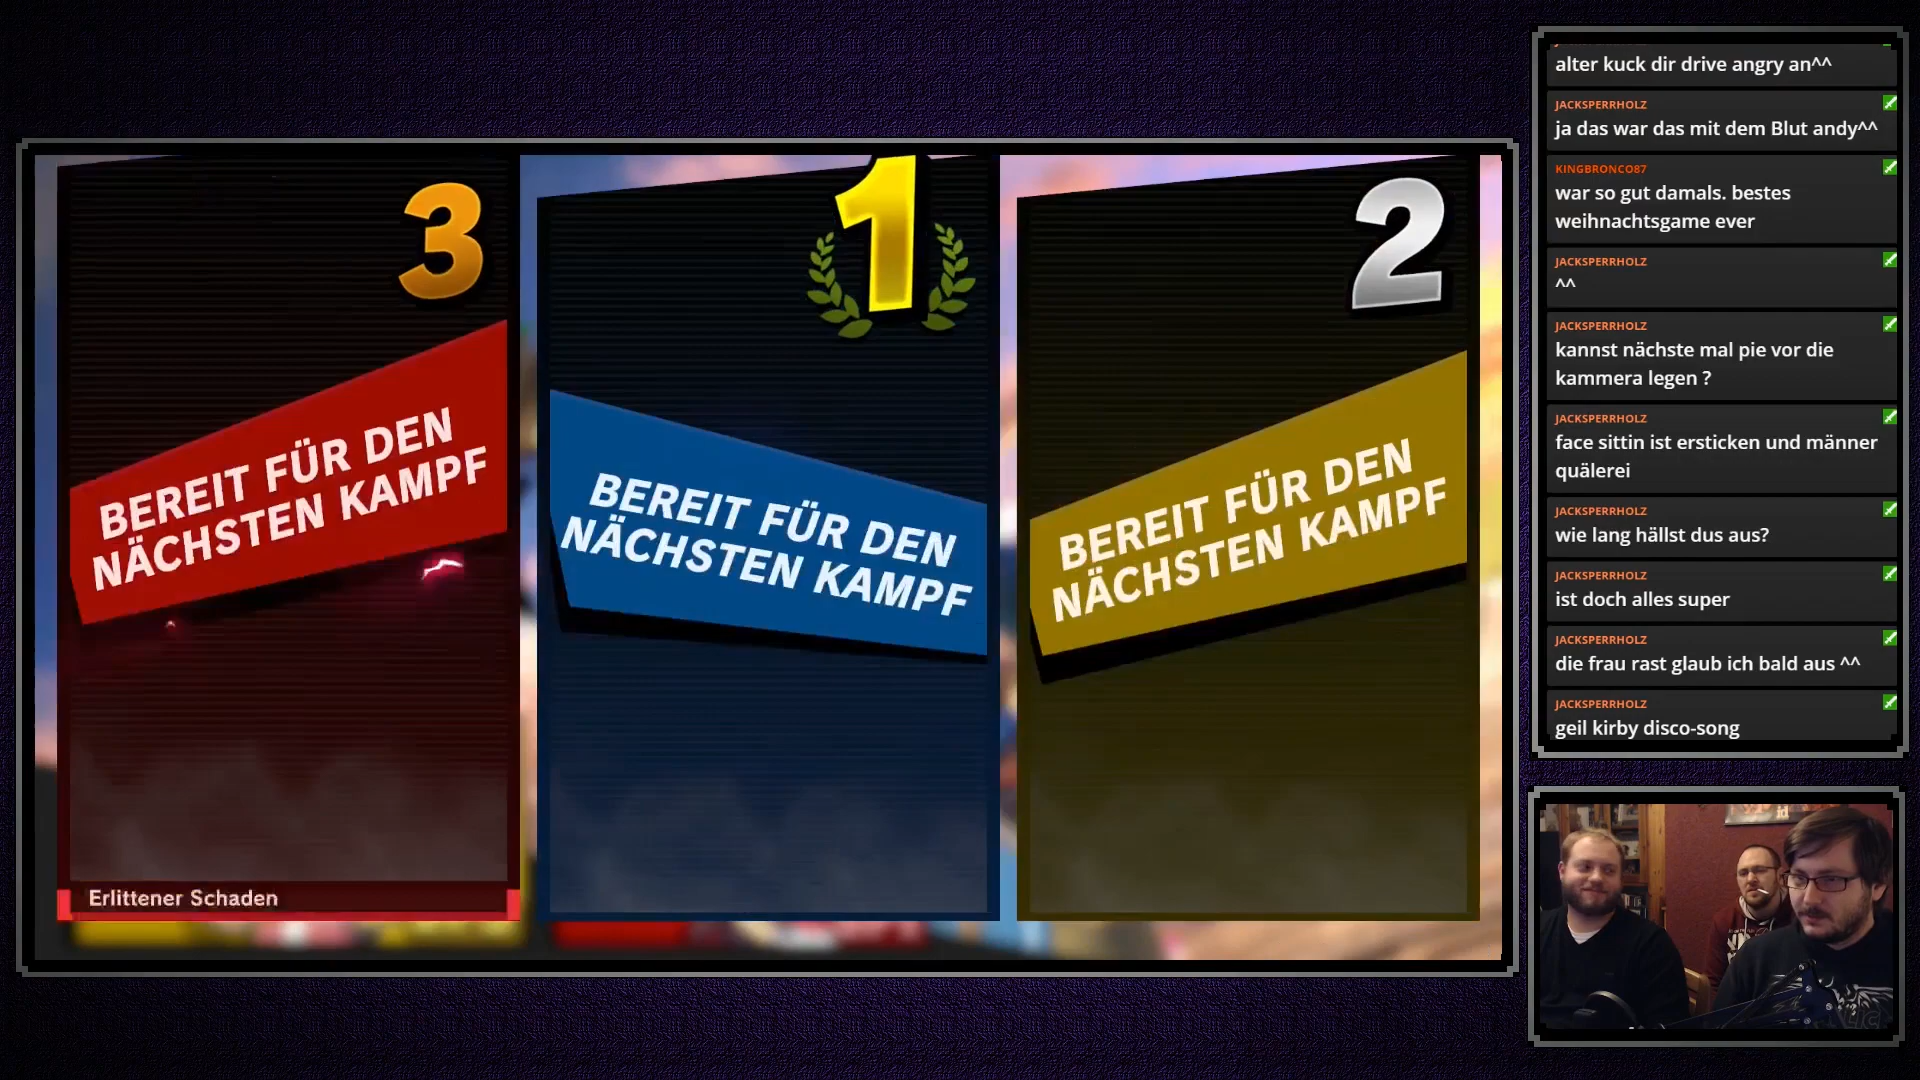 3
BEREIT FÜR DEN
NÄCHSTEN KAMPF
Erlittener Schaden
1
BEREIT FÜR DEN
NÄCHSTEN KAMPF
2
BEREIT FÜR DEN
NÄCHSTEN KAMPF
alter kuck dir drive angry an^^
JACKSPERRHOLZ
ja das war das mit dem Blut andy^^
KINGBRONCO87
war so gut damals. bestes
weihnachtsgame ever
JACKSPERRHOLZ
^^
JACKSPERRHOLZ
kannst nächste mal pie vor die
kammera legen ?
JACKSPERRHOLZ
face sittin ist ersticken und männer
quälerei
JACKSPERRHOLZ
wie lang hällst dus aus?
JACKSPERRHOLZ
ist doch alles super
JACKSPERRHOLZ
die frau rast glaub ich bald aus ^^
JACKSPERRHOLZ
geil kirby disco-song